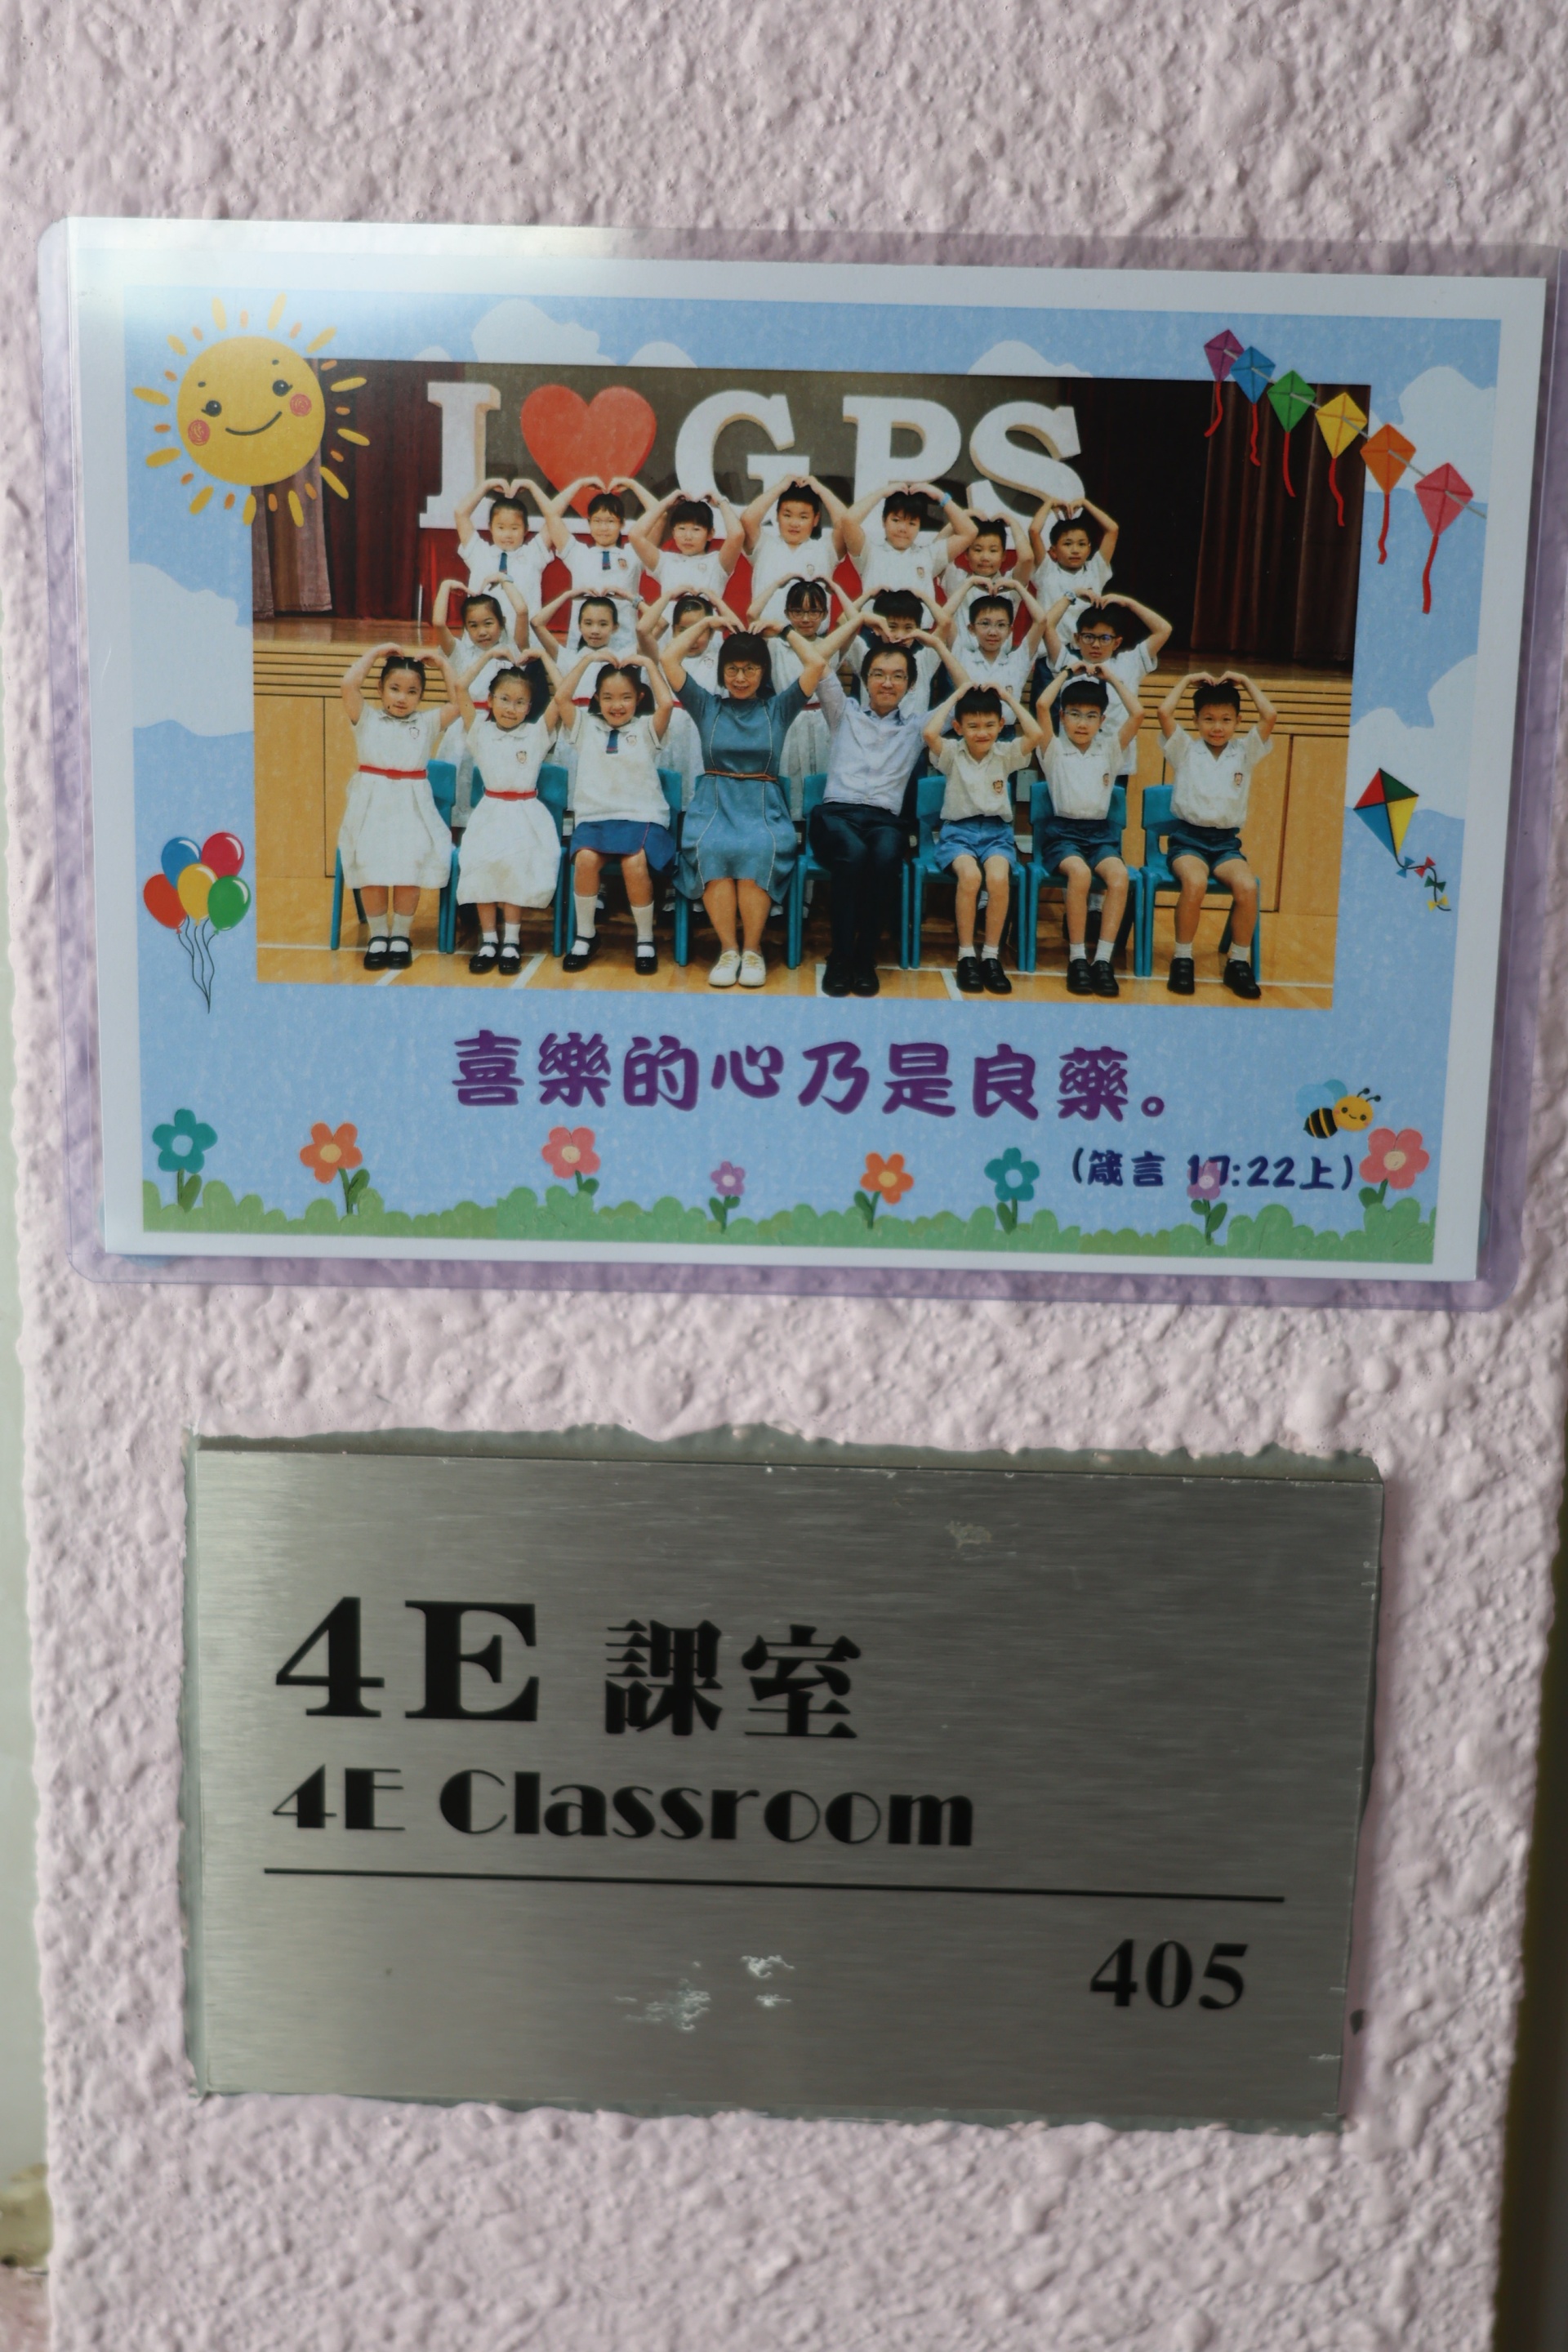 I ❤ GPS
喜樂的心乃是良藥。
(箴言 17:22上)
4E 課室
4E Classroom
405